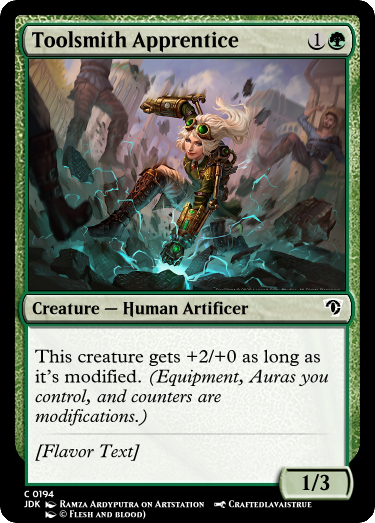 Toolsmith Apprentice 1
Creature — Human Artificer
This creature gets +2/+0 as long as
it's modified. (Equipment, Auras you
control, and counters are
modifications.)
[Flavor Text]
1/3
C 0194
JDK Ramza Ardyputra on Artstation Craftedlavaistrue
© Flesh and blood)